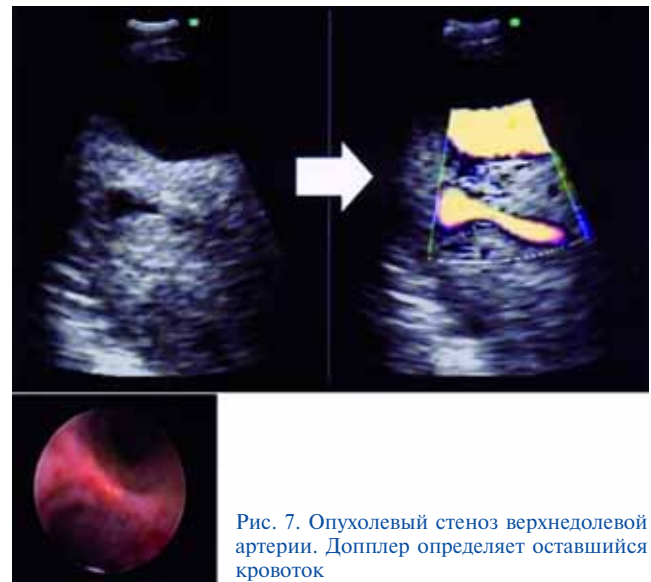 Рис. 7. Опухолевый стеноз верхнедолевой
артерии. Допплер определяет оставшийся
кровоток